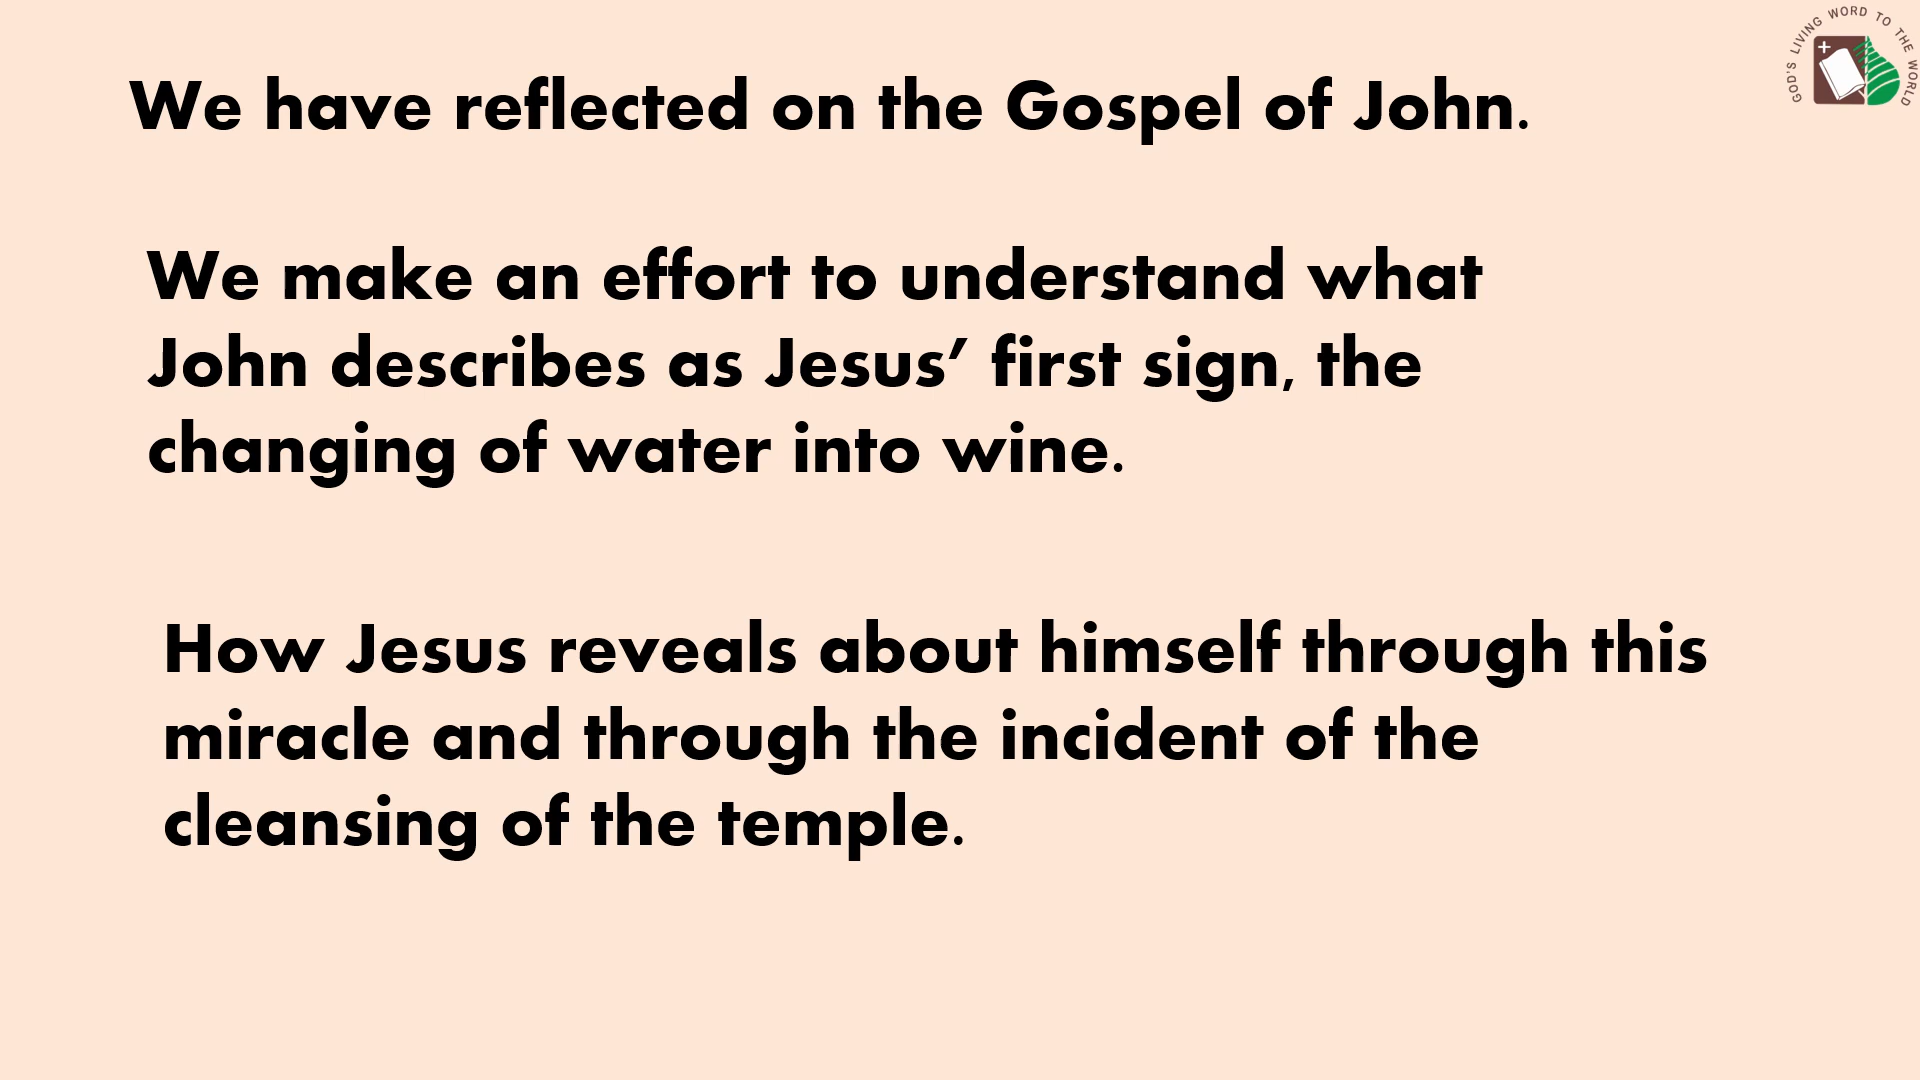 GOD'S LIVING WORD TO THE WORLD
We have reflected on the Gospel of John.
We make an effort to understand what
John describes as Jesus’ first sign, the
changing of water into wine.
How Jesus reveals about himself through this
miracle and through the incident of the
cleansing of the temple.